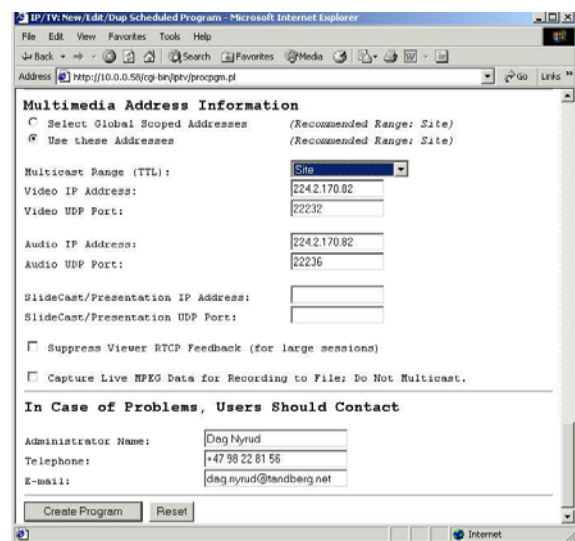 IP/TV: New/Edit/Dup Scheduled Program - Microsoft Internet Explorer
File Edit View Favorites Tools Help
Back Search Favorites Media
Address http://10.0.0.58/cgi-bin/iptv/procpgm.pl Go Links »
Multimedia Address Information
Select Global Scoped Addresses (Recommended Range: Site)
Use these Addresses (Recommended Range: Site)
Multicast Range (TTL): Site
Video IP Address: 224.2.170.82
Video UDP Port: 22232
Audio IP Address: 224.2.170.82
Audio UDP Port: 22236
SlideCast/Presentation IP Address:
SlideCast/Presentation UDP Port:
Suppress Viewer RTCP Feedback (for large sessions)
Capture Live MPEG Data for Recording to File; Do Not Multicast.
In Case of Problems, Users Should Contact
Administrator Name: Dag Nyrud
Telephone: +47 98 22 81 56
E-mail: dag.nyrud@tandberg.net
Create Program Reset
Internet